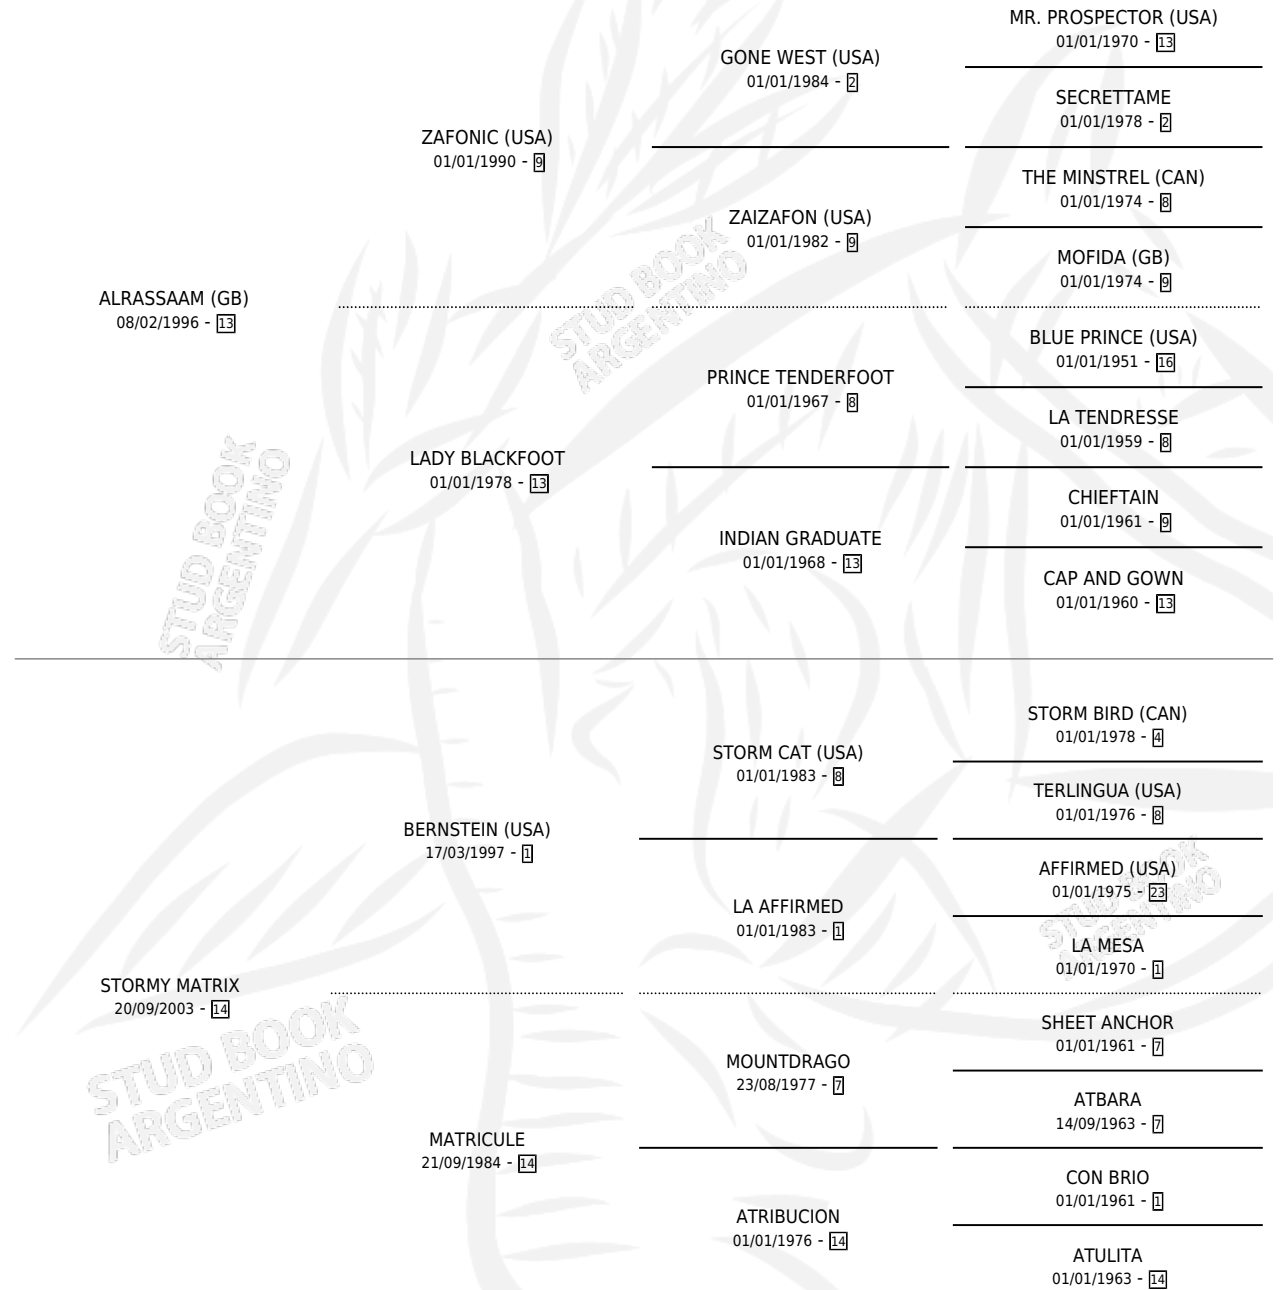 MR. PROSPECTOR (USA)
01/01/1970 - 13
GONE WEST (USA)
01/01/1984 - 2
SECRETTAME
01/01/1978 - 2
ZAFONIC (USA)
01/01/1990 - 9
THE MINSTREL (CAN)
01/01/1974 - 8
ZAIZAFON (USA)
01/01/1982 - 9
MOFIDA (GB)
01/01/1974 - 9
ALRASSAAM (GB)
08/02/1996 - 13
BLUE PRINCE (USA)
01/01/1951 - 16
PRINCE TENDERFOOT
01/01/1967 - 8
LA TENDRESSE
01/01/1959 - 8
LADY BLACKFOOT
01/01/1978 - 13
CHIEFTAIN
01/01/1961 - 9
INDIAN GRADUATE
01/01/1968 - 13
CAP AND GOWN
01/01/1960 - 13
STORM BIRD (CAN)
01/01/1978 - 4
STORM CAT (USA)
01/01/1983 - 8
TERLINGUA (USA)
01/01/1976 - 8
BERNSTEIN (USA)
17/03/1997 - 1
AFFIRMED (USA)
01/01/1975 - 23
LA AFFIRMED
01/01/1983 - 1
LA MESA
01/01/1970 - 1
STORMY MATRIX
20/09/2003 - 14
SHEET ANCHOR
01/01/1961 - 7
MOUNTDRAGO
23/08/1977 - 7
ATBARA
14/09/1963 - 7
MATRICULE
21/09/1984 - 14
CON BRIO
01/01/1961 - 1
ATRIBUCION
01/01/1976 - 14
ATULITA
01/01/1963 - 14
STUD BOOK
ARGENTINO
STUD BOOK
ARGENTINO
STUD BOOK
ARGENTINO
STUD BOOK
ARGENTINO